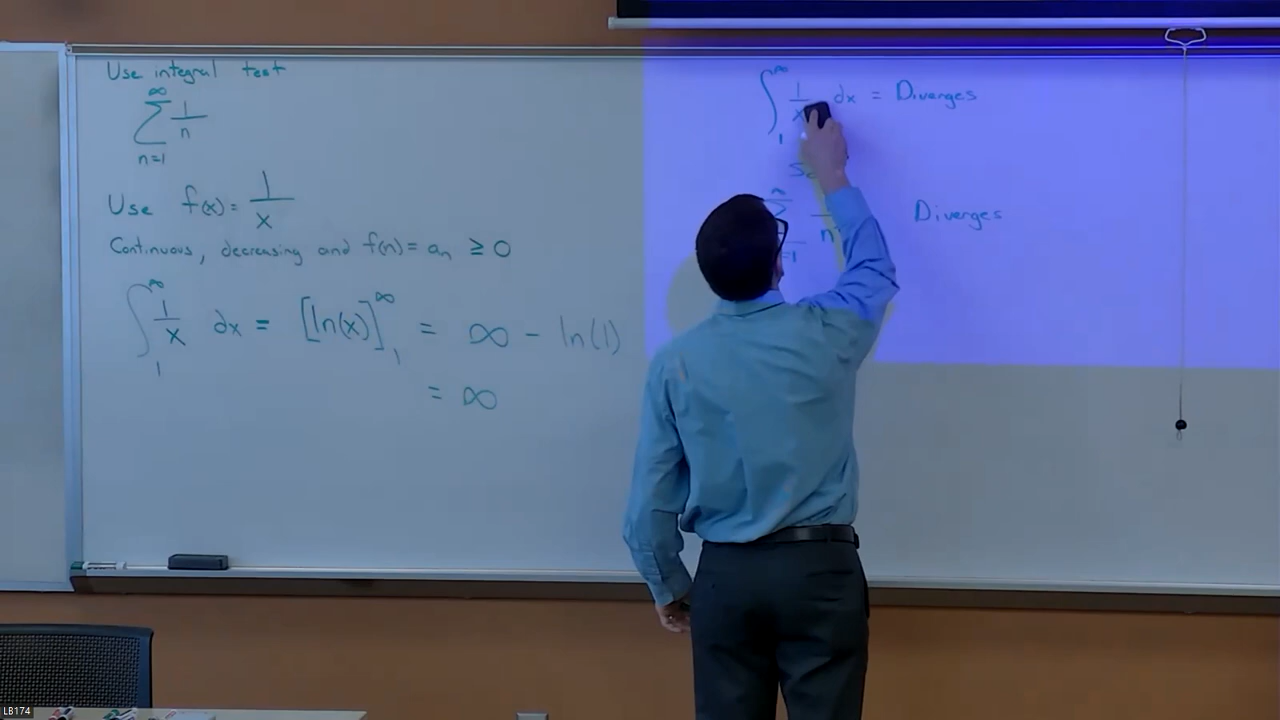 Use integral test
∞
∑ 1/n
n=1
Use f(x)= 1/x
Continuous, decreasing and f(n)= aₙ ≥ 0
∫₁^∞ 1/x dx = [ln(x)]₁^∞ = ∞ - ln(1)
= ∞
∫₁^∞ 1/x dx = Diverges
Diverges
LB174